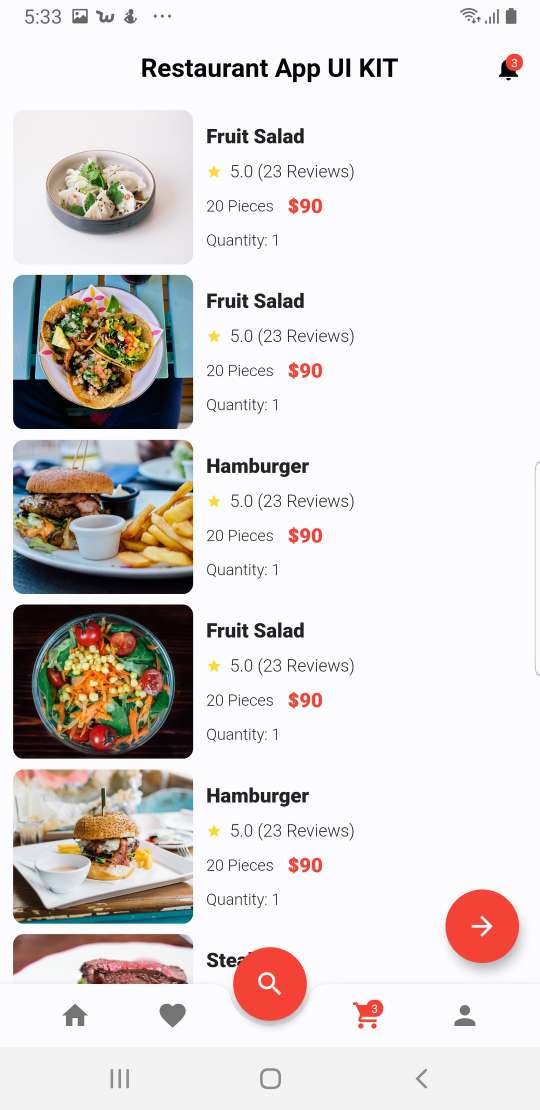 5:33
Restaurant App UI KIT
3
Fruit Salad
5.0 (23 Reviews)
20 Pieces $90
Quantity: 1
Fruit Salad
5.0 (23 Reviews)
20 Pieces $90
Quantity: 1
Hamburger
5.0 (23 Reviews)
20 Pieces $90
Quantity: 1
Fruit Salad
5.0 (23 Reviews)
20 Pieces $90
Quantity: 1
Hamburger
5.0 (23 Reviews)
20 Pieces $90
Quantity: 1
3